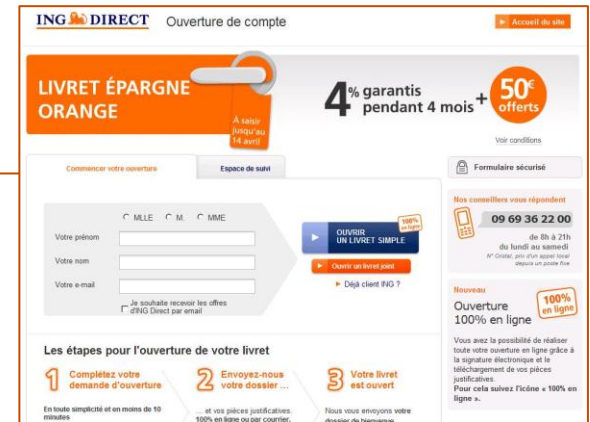 ING DIRECT Ouverture de compte
Accueil du site
LIVRET ÉPARGNE
ORANGE
À saisir
jusqu'au
14 avril
4% garantis
pendant 4 mois
+
50€
offerts
Voir conditions
Commencer votre ouverture
Espace de suivi
Formulaire sécurisé
MLLE M. MME
Votre prénom
Votre nom
Votre e-mail
Je souhaite recevoir les offres
d'ING Direct par email
100%
en ligne
OUVRIR
UN LIVRET SIMPLE
Ouvrir un livret joint
Déjà client ING ?
Nos conseillers vous répondent
09 69 36 22 00
de 8h à 21h
du lundi au samedi
N° Cristal, prix d'un appel local
depuis un poste fixe
Nouveau
Ouverture
100% en ligne
100%
en ligne
Vous avez la possibilité de réaliser
toute votre ouverture en ligne grâce à
la signature électronique et le
téléchargement de vos pièces
justificatives.
Pour cela suivez l'icône « 100% en
ligne ».
Les étapes pour l'ouverture de votre livret
1 Complétez votre
demande d'ouverture
En toute simplicité et en moins de 10
minutes
2 Envoyez-nous
votre dossier ...
... et vos pièces justificatives.
100% en ligne ou par courrier.
3 Votre livret
est ouvert
Nous vous envoyons votre
dossier de bienvenue